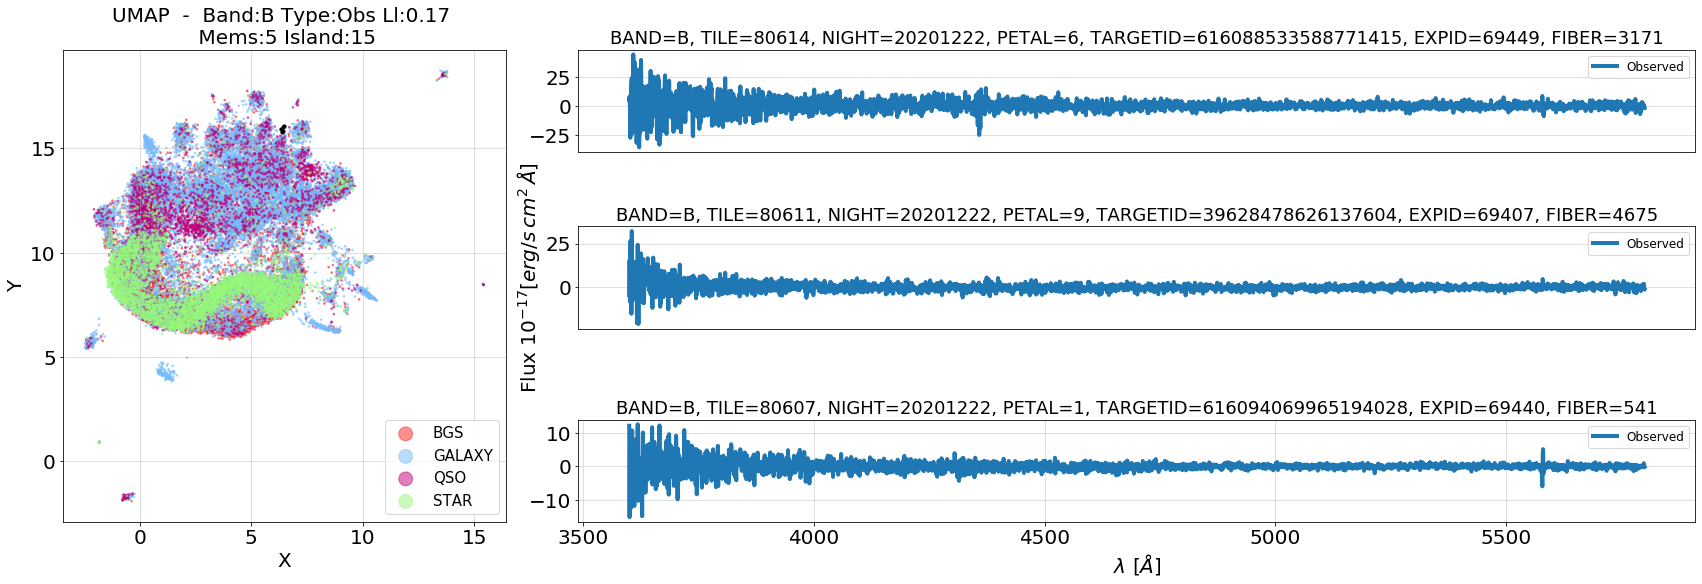 UMAP  -  Band:B Type:Obs Ll:0.17
Mems:5 Island:15
15
10
5
0
Y
0
5
10
15
X
BGS
GALAXY
QSO
STAR
Flux 10⁻¹⁷[erg/s cm² Å]
BAND=B, TILE=80614, NIGHT=20201222, PETAL=6, TARGETID=616088533588771415, EXPID=69449, FIBER=3171
25
0
−25
Observed
BAND=B, TILE=80611, NIGHT=20201222, PETAL=9, TARGETID=39628478626137604, EXPID=69407, FIBER=4675
25
0
Observed
BAND=B, TILE=80607, NIGHT=20201222, PETAL=1, TARGETID=616094069965194028, EXPID=69440, FIBER=541
10
0
−10
Observed
3500
4000
4500
5000
5500
λ [Å]